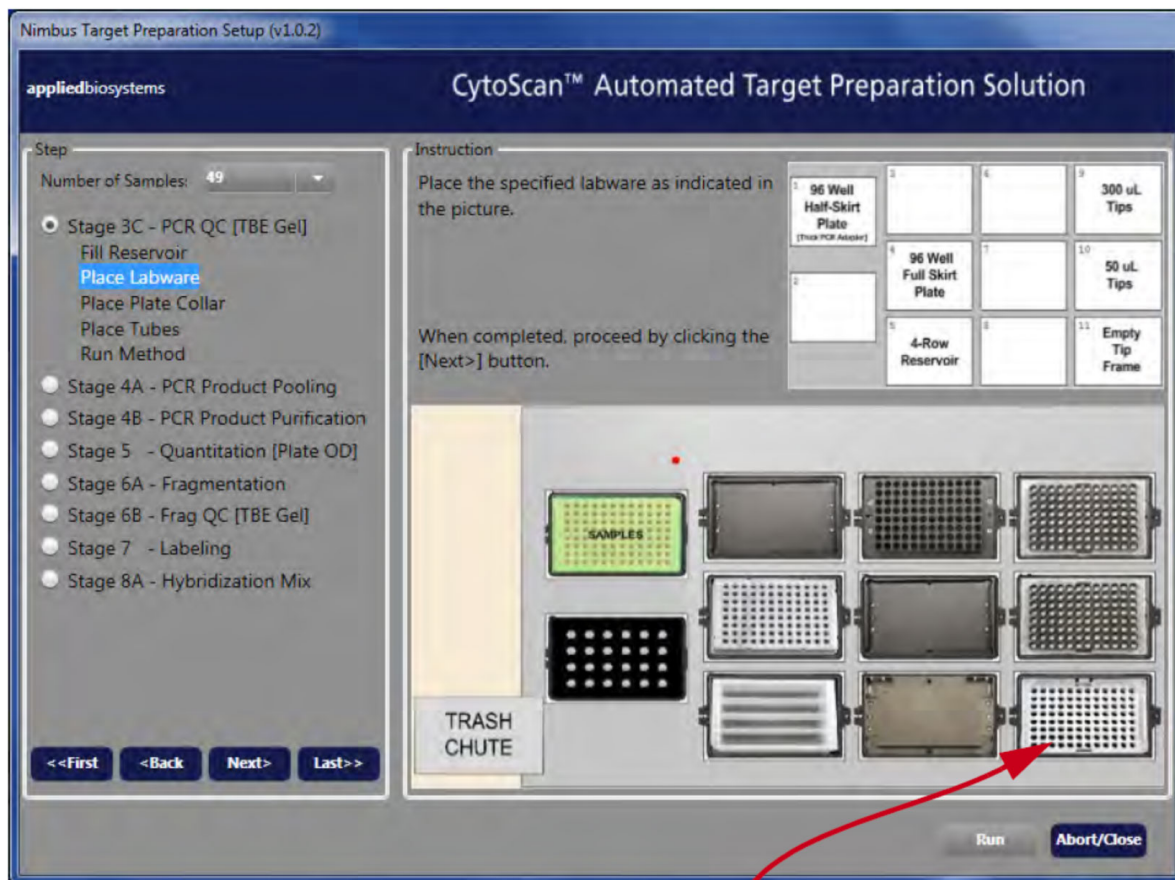 Nimbus Target Preparation Setup (v1.0.2)
appliedbiosystems
CytoScan™ Automated Target Preparation Solution
Step
Number of Samples: 49
Stage 3C - PCR QC [TBE Gel]
Fill Reservoir
Place Labware
Place Plate Collar
Place Tubes
Run Method
Stage 4A - PCR Product Pooling
Stage 4B - PCR Product Purification
Stage 5 - Quantitation [Plate OD]
Stage 6A - Fragmentation
Stage 6B - Frag QC [TBE Gel]
Stage 7 - Labeling
Stage 8A - Hybridization Mix
<<First
<Back
Next>
Last>>
Instruction
Place the specified labware as indicated in
the picture.
When completed, proceed by clicking the
[Next>] button.
1
96 Well
Half-Skirt
Plate
[Thick PCR Adapter]
2
3
4
96 Well
Full Skirt
Plate
5
4-Row
Reservoir
6
7
8
9
300 uL
Tips
10
50 uL
Tips
11
Empty
Tip
Frame
SAMPLES
TRASH
CHUTE
Run
Abort/Close